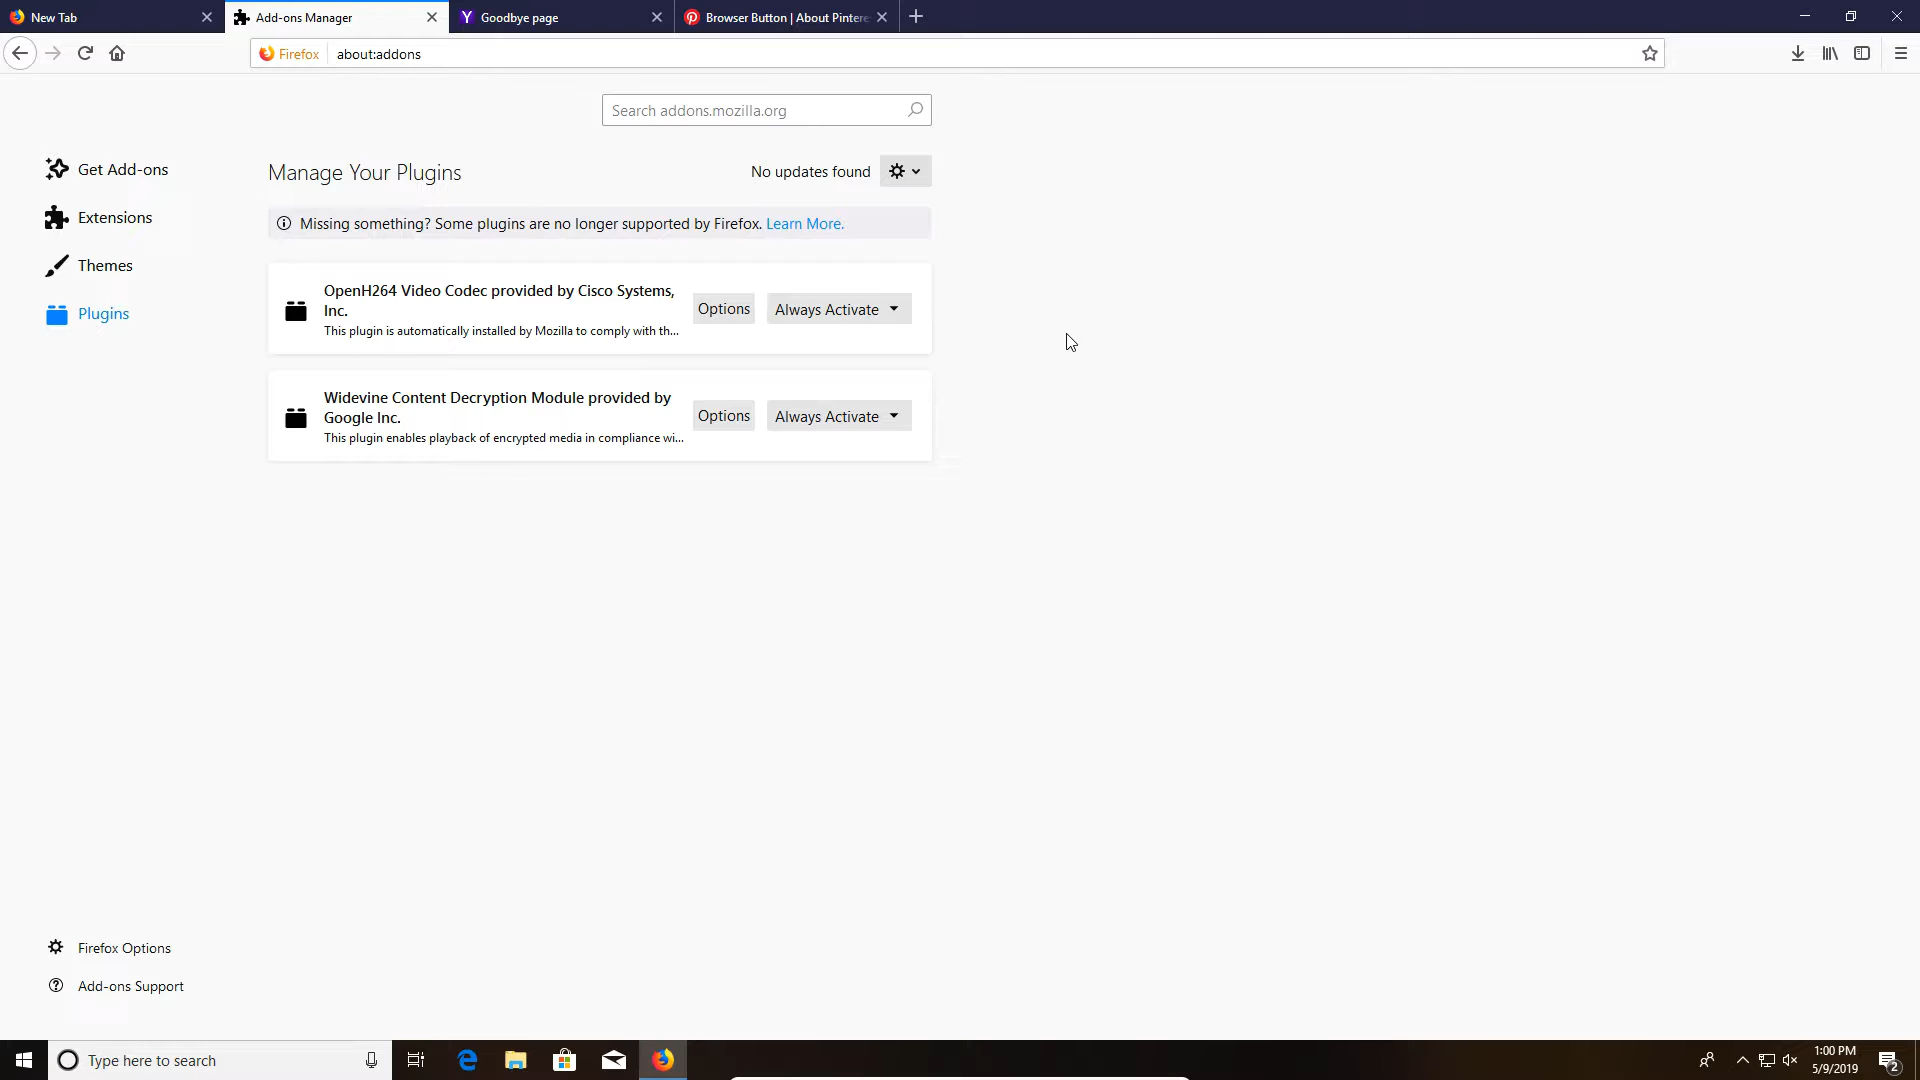 New Tab
Add-ons Manager
Goodbye page
Browser Button | About Pintere
Firefox
about:addons
Search addons.mozilla.org
Get Add-ons
Extensions
Themes
Plugins
Manage Your Plugins
No updates found
Missing something? Some plugins are no longer supported by Firefox. Learn More.
OpenH264 Video Codec provided by Cisco Systems,
Inc.
This plugin is automatically installed by Mozilla to comply with th...
Options
Always Activate
Widevine Content Decryption Module provided by
Google Inc.
This plugin enables playback of encrypted media in compliance wi...
Options
Always Activate
Firefox Options
Add-ons Support
Type here to search
1:00 PM
5/9/2019
2